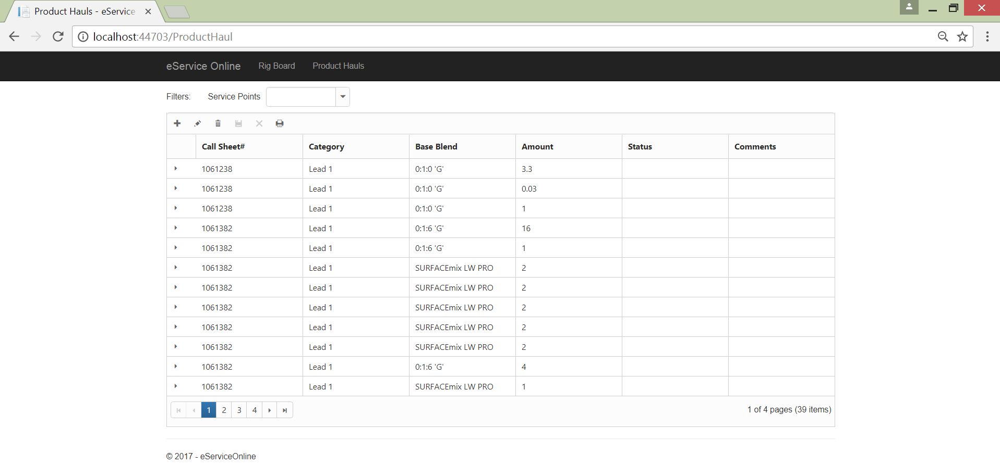 Product Hauls - eService
localhost:44703/ProductHaul
eService Online Rig Board Product Hauls
Filters: Service Points
Call Sheet# Category Base Blend Amount Status Comments
1061238 Lead 1 0:1:0 'G' 3.3
1061238 Lead 1 0:1:0 'G' 0.03
1061238 Lead 1 0:1:0 'G' 1
1061382 Lead 1 0:1:6 'G' 16
1061382 Lead 1 0:1:6 'G' 1
1061382 Lead 1 SURFACEmix LW PRO 2
1061382 Lead 1 SURFACEmix LW PRO 2
1061382 Lead 1 SURFACEmix LW PRO 2
1061382 Lead 1 SURFACEmix LW PRO 2
1061382 Lead 1 SURFACEmix LW PRO 2
1061382 Lead 1 0:1:6 'G' 4
1061382 Lead 1 SURFACEmix LW PRO 1
1 2 3 4 1 of 4 pages (39 items)
© 2017 - eServiceOnline